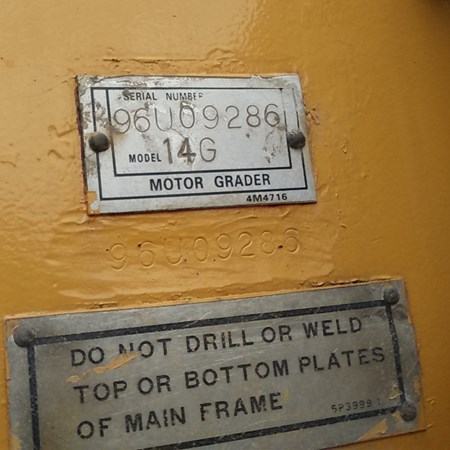 SERIAL NUMBER
96U09286
MODEL 14G
MOTOR GRADER
4M4716
96U09286
DO NOT DRILL OR WELD
TOP OR BOTTOM PLATES
OF MAIN FRAME